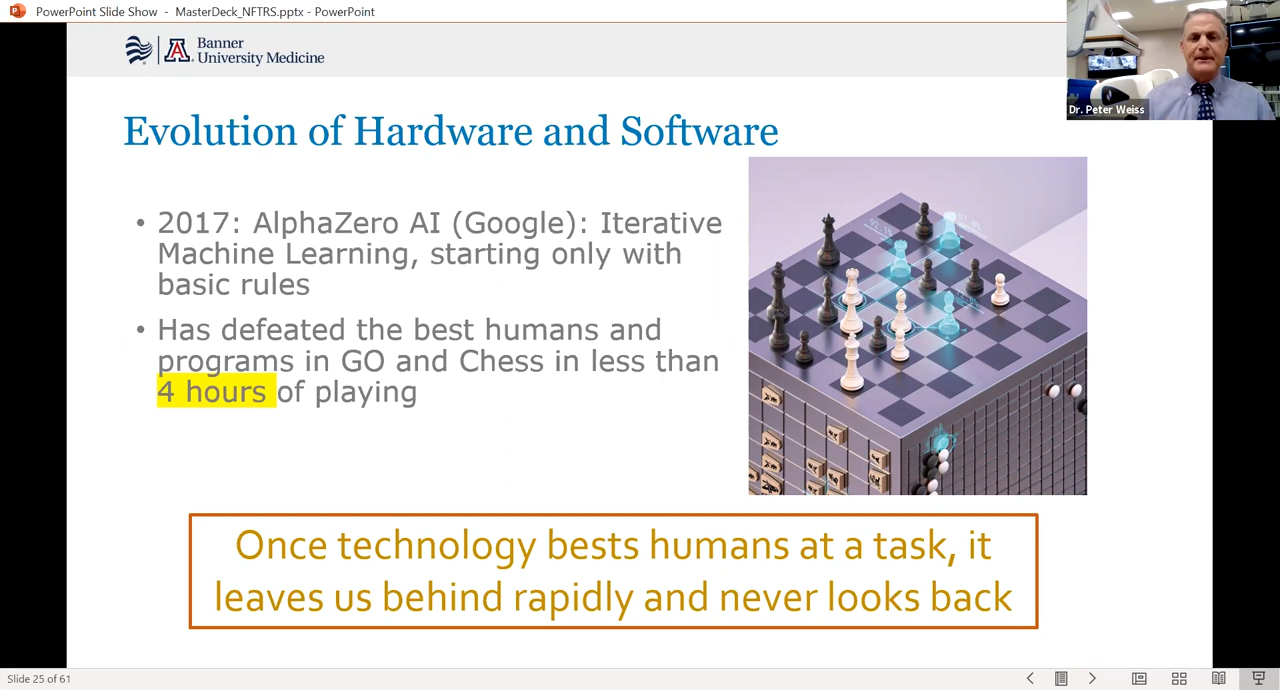 PowerPoint Slide Show - MasterDeck_NFTRS.pptx - PowerPoint
Banner
University Medicine
Dr. Peter Weiss
Evolution of Hardware and Software
• 2017: AlphaZero AI (Google): Iterative
Machine Learning, starting only with
basic rules
• Has defeated the best humans and
programs in GO and Chess in less than
4 hours of playing
Once technology bests humans at a task, it
leaves us behind rapidly and never looks back
Slide 25 of 61